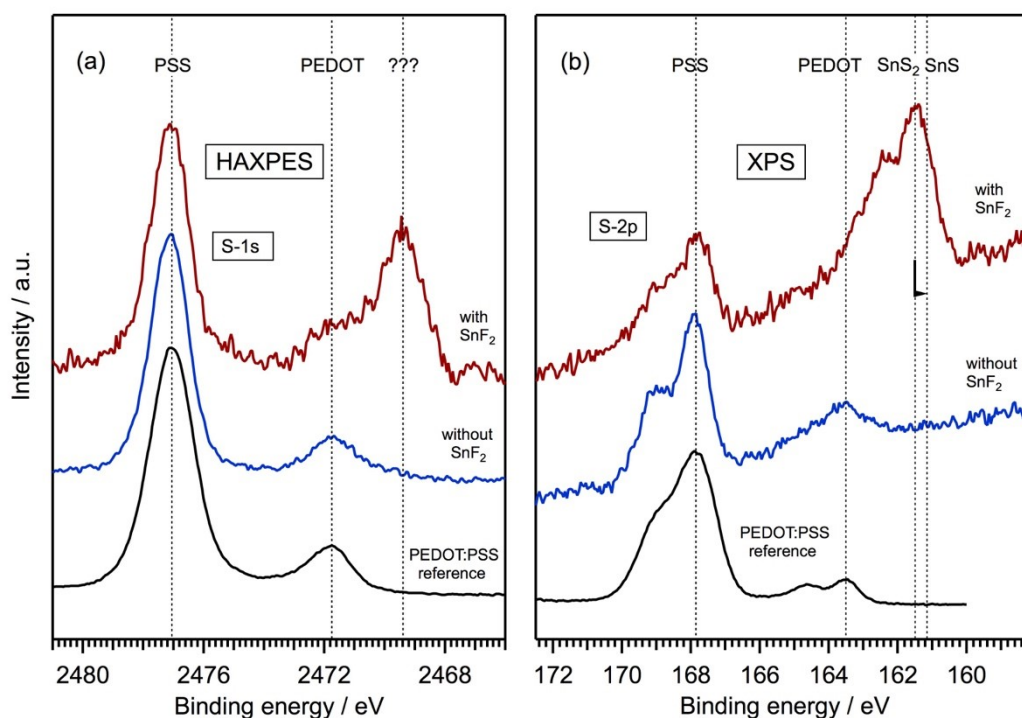 (a)
PSS
PEDOT
???
HAXPES
S-1s
with
SnF2
without
SnF2
PEDOT:PSS
reference
Intensity / a.u.
2480
2476
2472
2468
Binding energy / eV
(b)
PSS
PEDOT
SnS2
SnS
XPS
S-2p
with
SnF2
without
SnF2
PEDOT:PSS
reference
172
170
168
166
164
162
160
Binding energy / eV